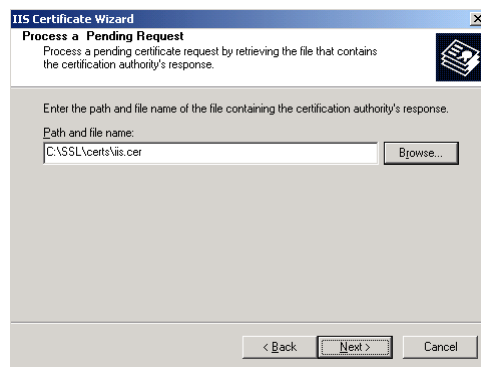 IIS Certificate Wizard
Process a Pending Request
Process a pending certificate request by retrieving the file that contains
the certification authority's response.
Enter the path and file name of the file containing the certification authority's response.
Path and file name:
C:\SSL\certs\iis.cer
Browse...
< Back
Next >
Cancel